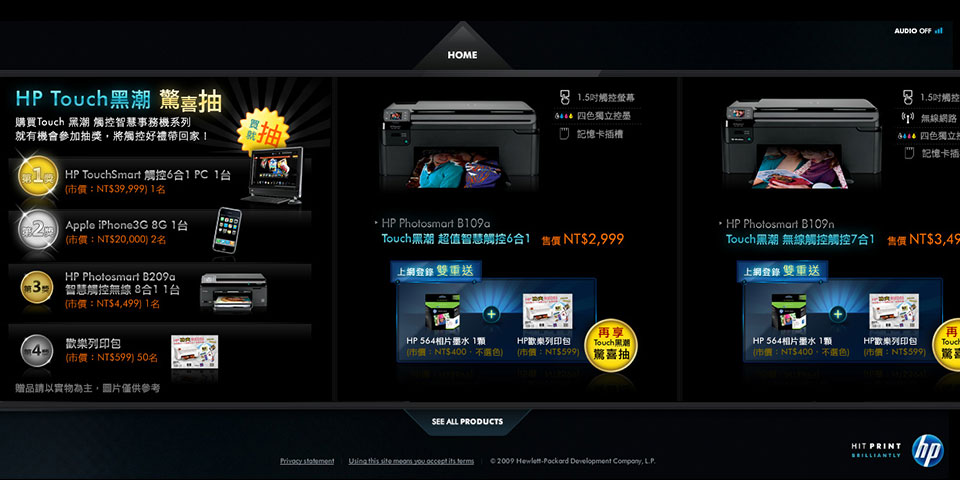 AUDIO OFF
HOME
HP Touch黑潮 驚喜抽
購買Touch 黑潮 觸控智慧事務機系列
就有機會參加抽獎，將觸控好禮帶回家！
買就抽
第1獎
HP TouchSmart 觸控6合1 PC 1台
(市價：NT$39,999) 1名
第2獎
Apple iPhone3G 8G 1台
(市價：NT$20,000) 2名
第3獎
HP Photosmart B209a
智慧觸控無線 8合1 1台
(市價：NT$4,499) 1名
第4獎
歡樂列印包
(市價：NT$599) 50名
贈品請以實物為主，圖片僅供參考
1.5吋觸控螢幕
四色獨立控墨
記憶卡插槽
HP Photosmart B109a
Touch黑潮 超值智慧觸控6合1 售價 NT$2,999
上網登錄 雙重送
HP 564相片墨水 1顆
(市價：NT$400．不選色)
HP歡樂列印包
(市價：NT$599)
再享
Touch黑潮
驚喜抽
1.5吋觸控
無線網路
四色獨立
記憶卡插
HP Photosmart B109n
Touch黑潮 無線觸控觸控7合1 售價 NT$3,49
上網登錄 雙重送
HP 564相片墨水 1顆
(市價：NT$400．不選色)
HP歡樂列印包
(市價：NT$599)
再
Touch
驚喜
SEE ALL PRODUCTS
Privacy statement
Using this site means you accept its terms
© 2009 Hewlett-Packard Development Company, L.P.
HIT PRINT
BRILLIANTLY
hp